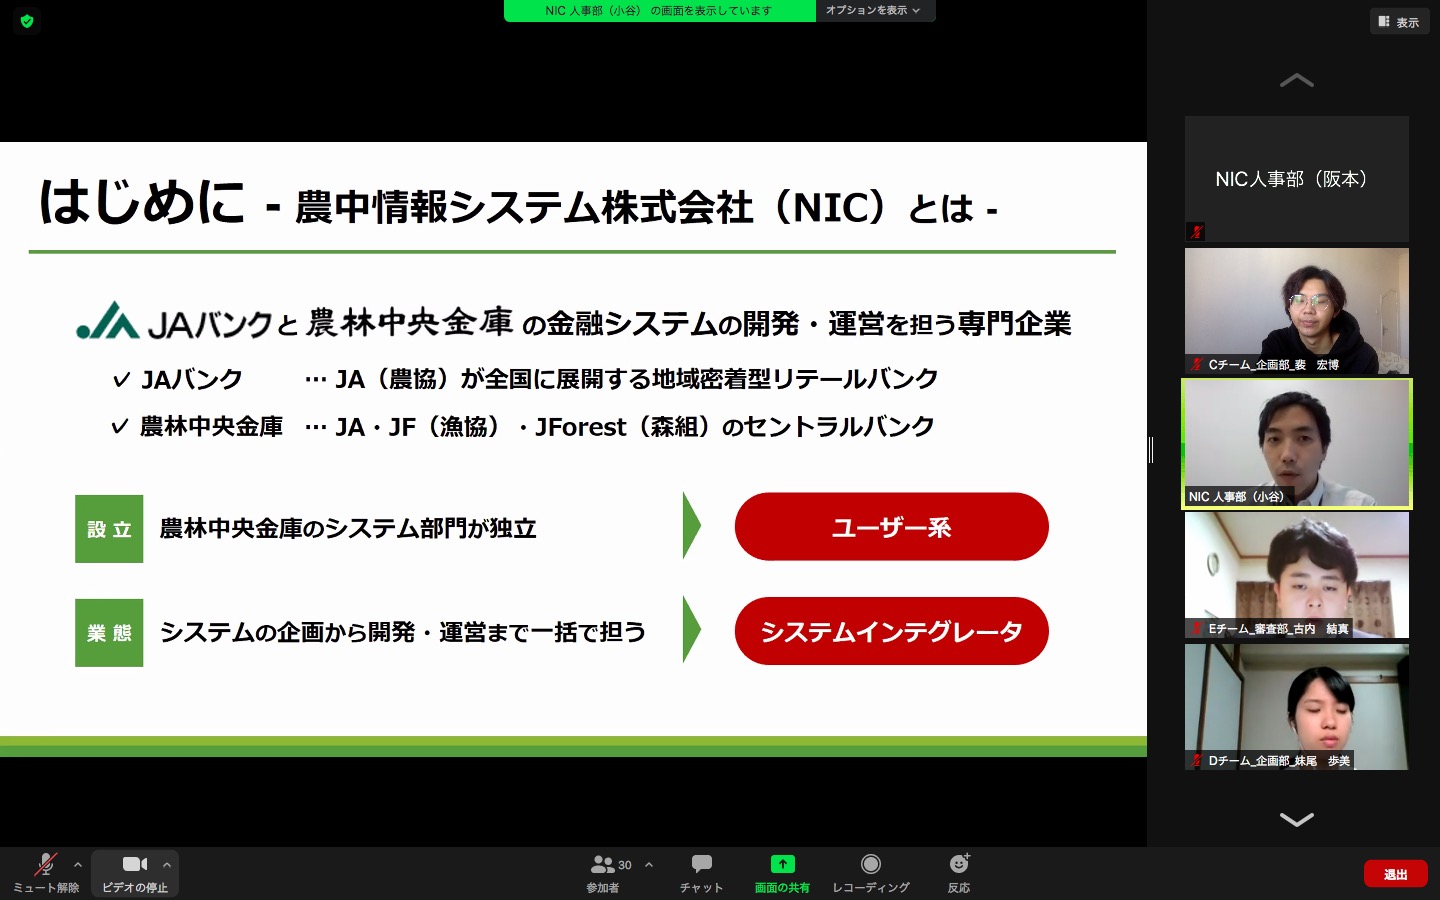 NIC 人事部（小谷） の画面を表示しています
オプションを表示
表示
はじめに - 農中情報システム株式会社（NIC）とは -
JAバンクと農林中央金庫の金融システムの開発・運営を担う専門企業
✓ JAバンク … JA（農協）が全国に展開する地域密着型リテールバンク
✓ 農林中央金庫 … JA・JF（漁協）・JForest（森組）のセントラルバンク
設立 農林中央金庫のシステム部門が独立 ユーザー系
業態 システムの企画から開発・運営まで一括で担う システムインテグレータ
NIC人事部（阪本）
Cチーム_企画部_裴 宏博
NIC 人事部（小谷）
Eチーム_審査部_古内 結真
Dチーム_企画部_妹尾 歩美
ミュート解除
ビデオの停止
30
参加者
チャット
画面の共有
レコーディング
反応
退出